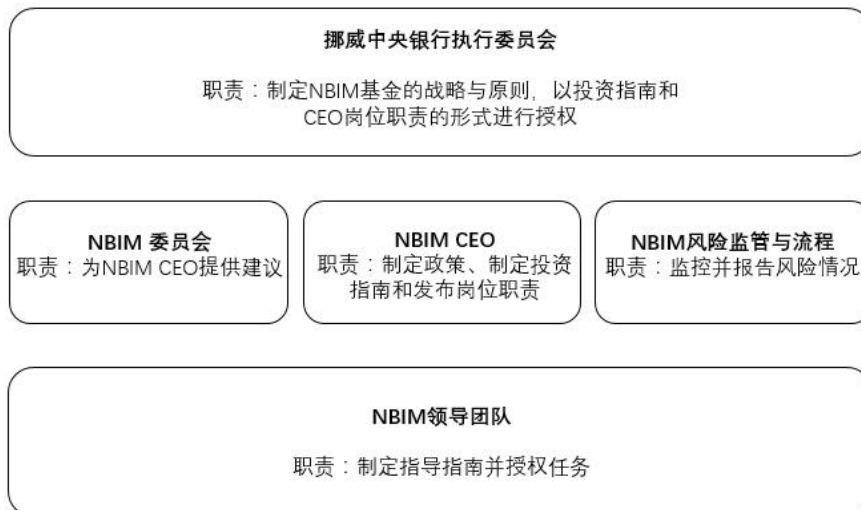 挪威中央银行执行委员会
职责：制定NBIM基金的战略与原则，以投资指南和
CEO岗位职责的形式进行授权
NBIM 委员会
职责：为NBIM CEO提供建议
NBIM CEO
职责：制定政策、制定投资
指南和发布岗位职责
NBIM风险监管与流程
职责：监控并报告风险情况
NBIM领导团队
职责：制定指导指南并授权任务